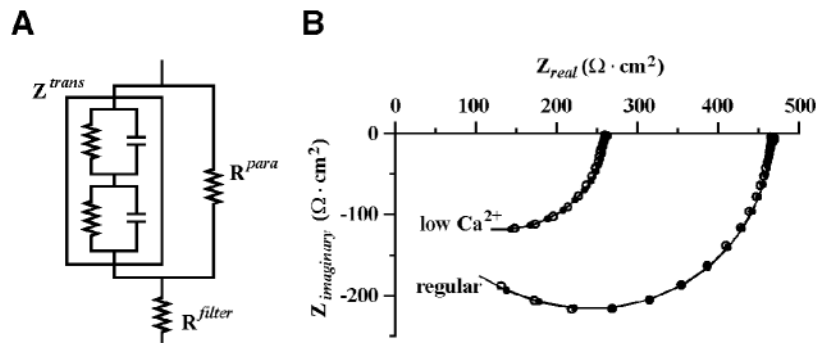 A
Z^trans
R^para
R^filter
B
Z_real (Ω · cm²)
0 100 200 300 400 500
0
-100
-200
Z_imaginary (Ω · cm²)
low Ca²⁺
regular